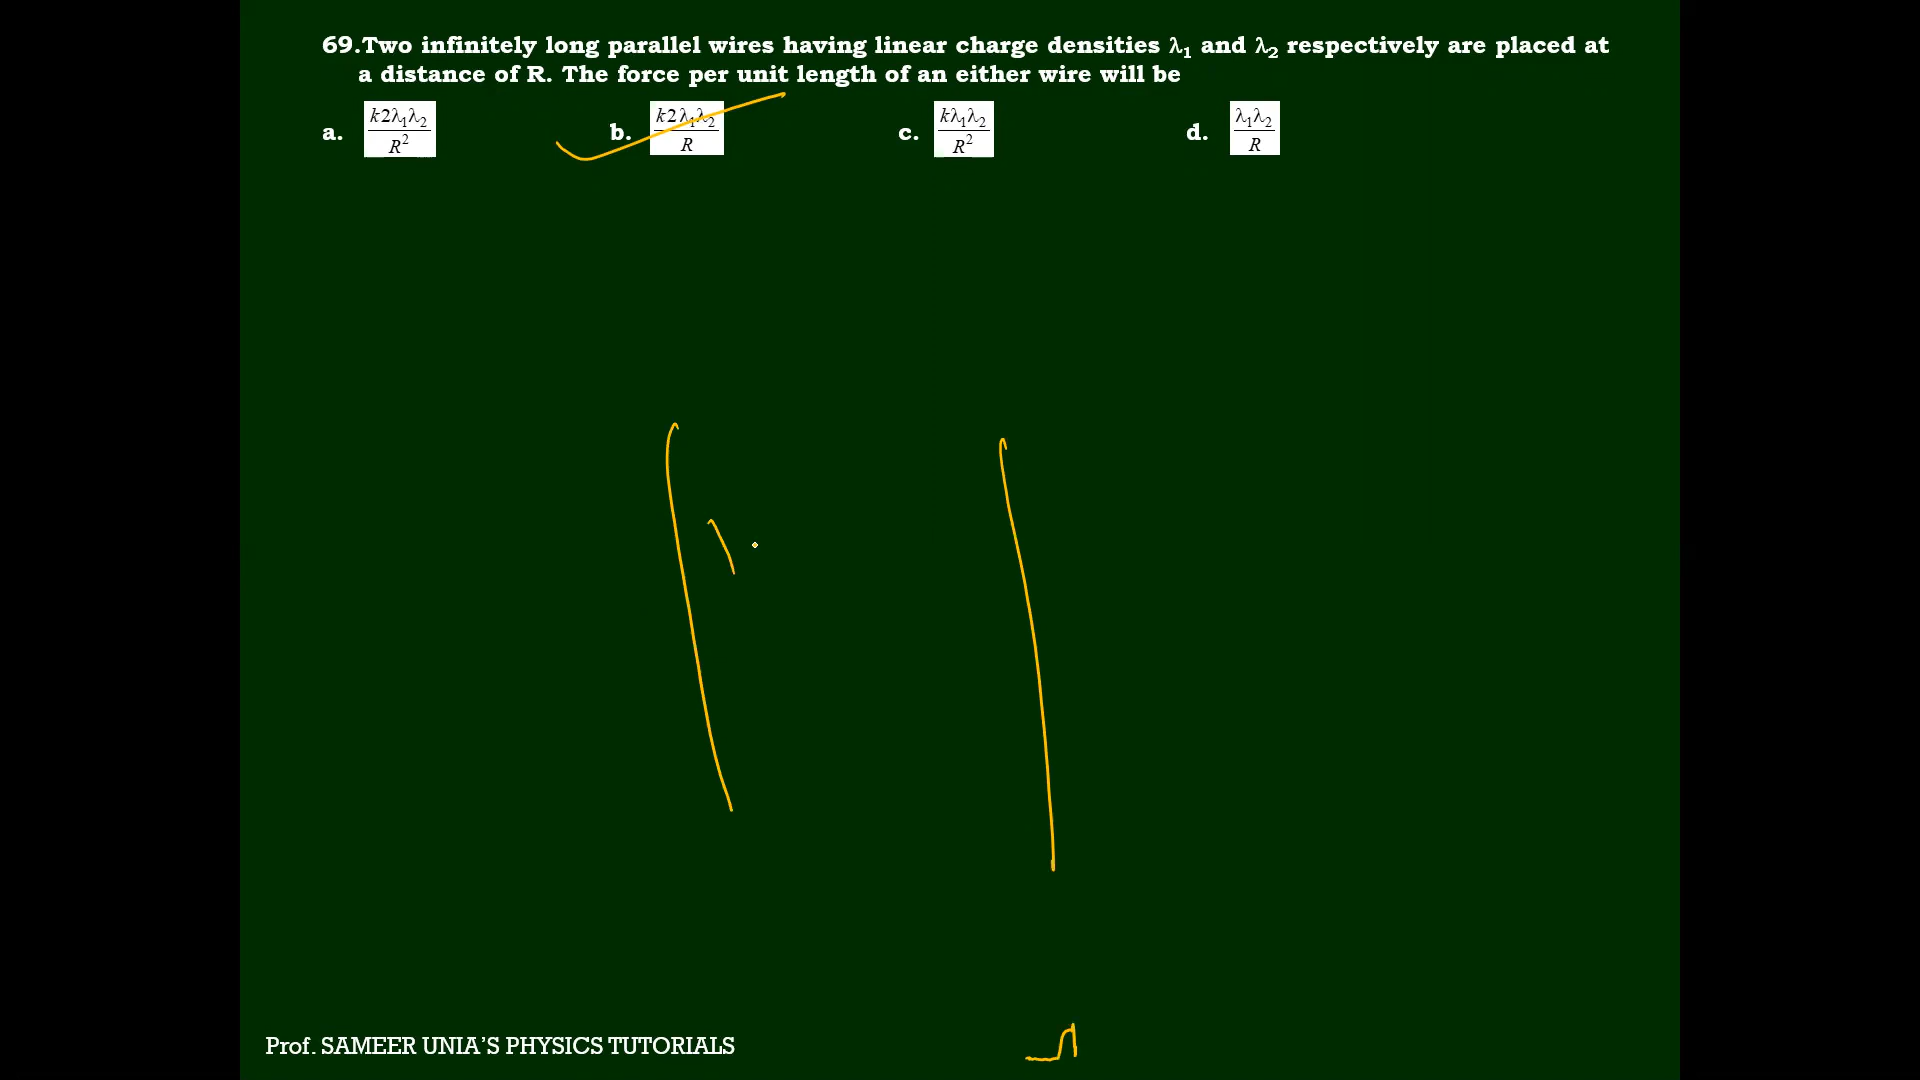 69.Two infinitely long parallel wires having linear charge densities λ₁ and λ₂ respectively are placed at
a distance of R. The force per unit length of an either wire will be
a. k2λ₁λ₂/R² b. k2λ₁λ₂/R c. kλ₁λ₂/R² d. λ₁λ₂/R
Prof. SAMEER UNIA’S PHYSICS TUTORIALS